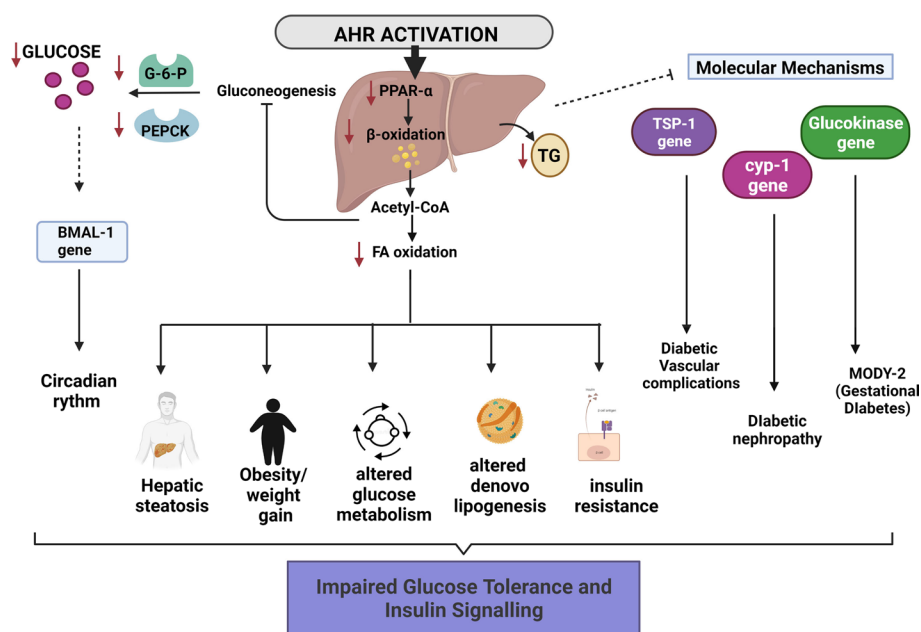 AHR ACTIVATION
GLUCOSE
G-6-P
PEPCK
Gluconeogenesis
PPAR-α
β-oxidation
TG
Acetyl-CoA
FA oxidation
Molecular Mechanisms
TSP-1
gene
cyp-1
gene
Glucokinase
gene
BMAL-1
gene
Circadian
rythm
Diabetic
Vascular
complications
DIabetic
nephropathy
MODY-2
(Gestational
DIabetes)
Hepatic
steatosis
Obesity/
weight
gain
altered
glucose
metabolism
altered
denovo
lipogenesis
insulin
resistance
Impaired Glucose Tolerance and
Insulin Signalling